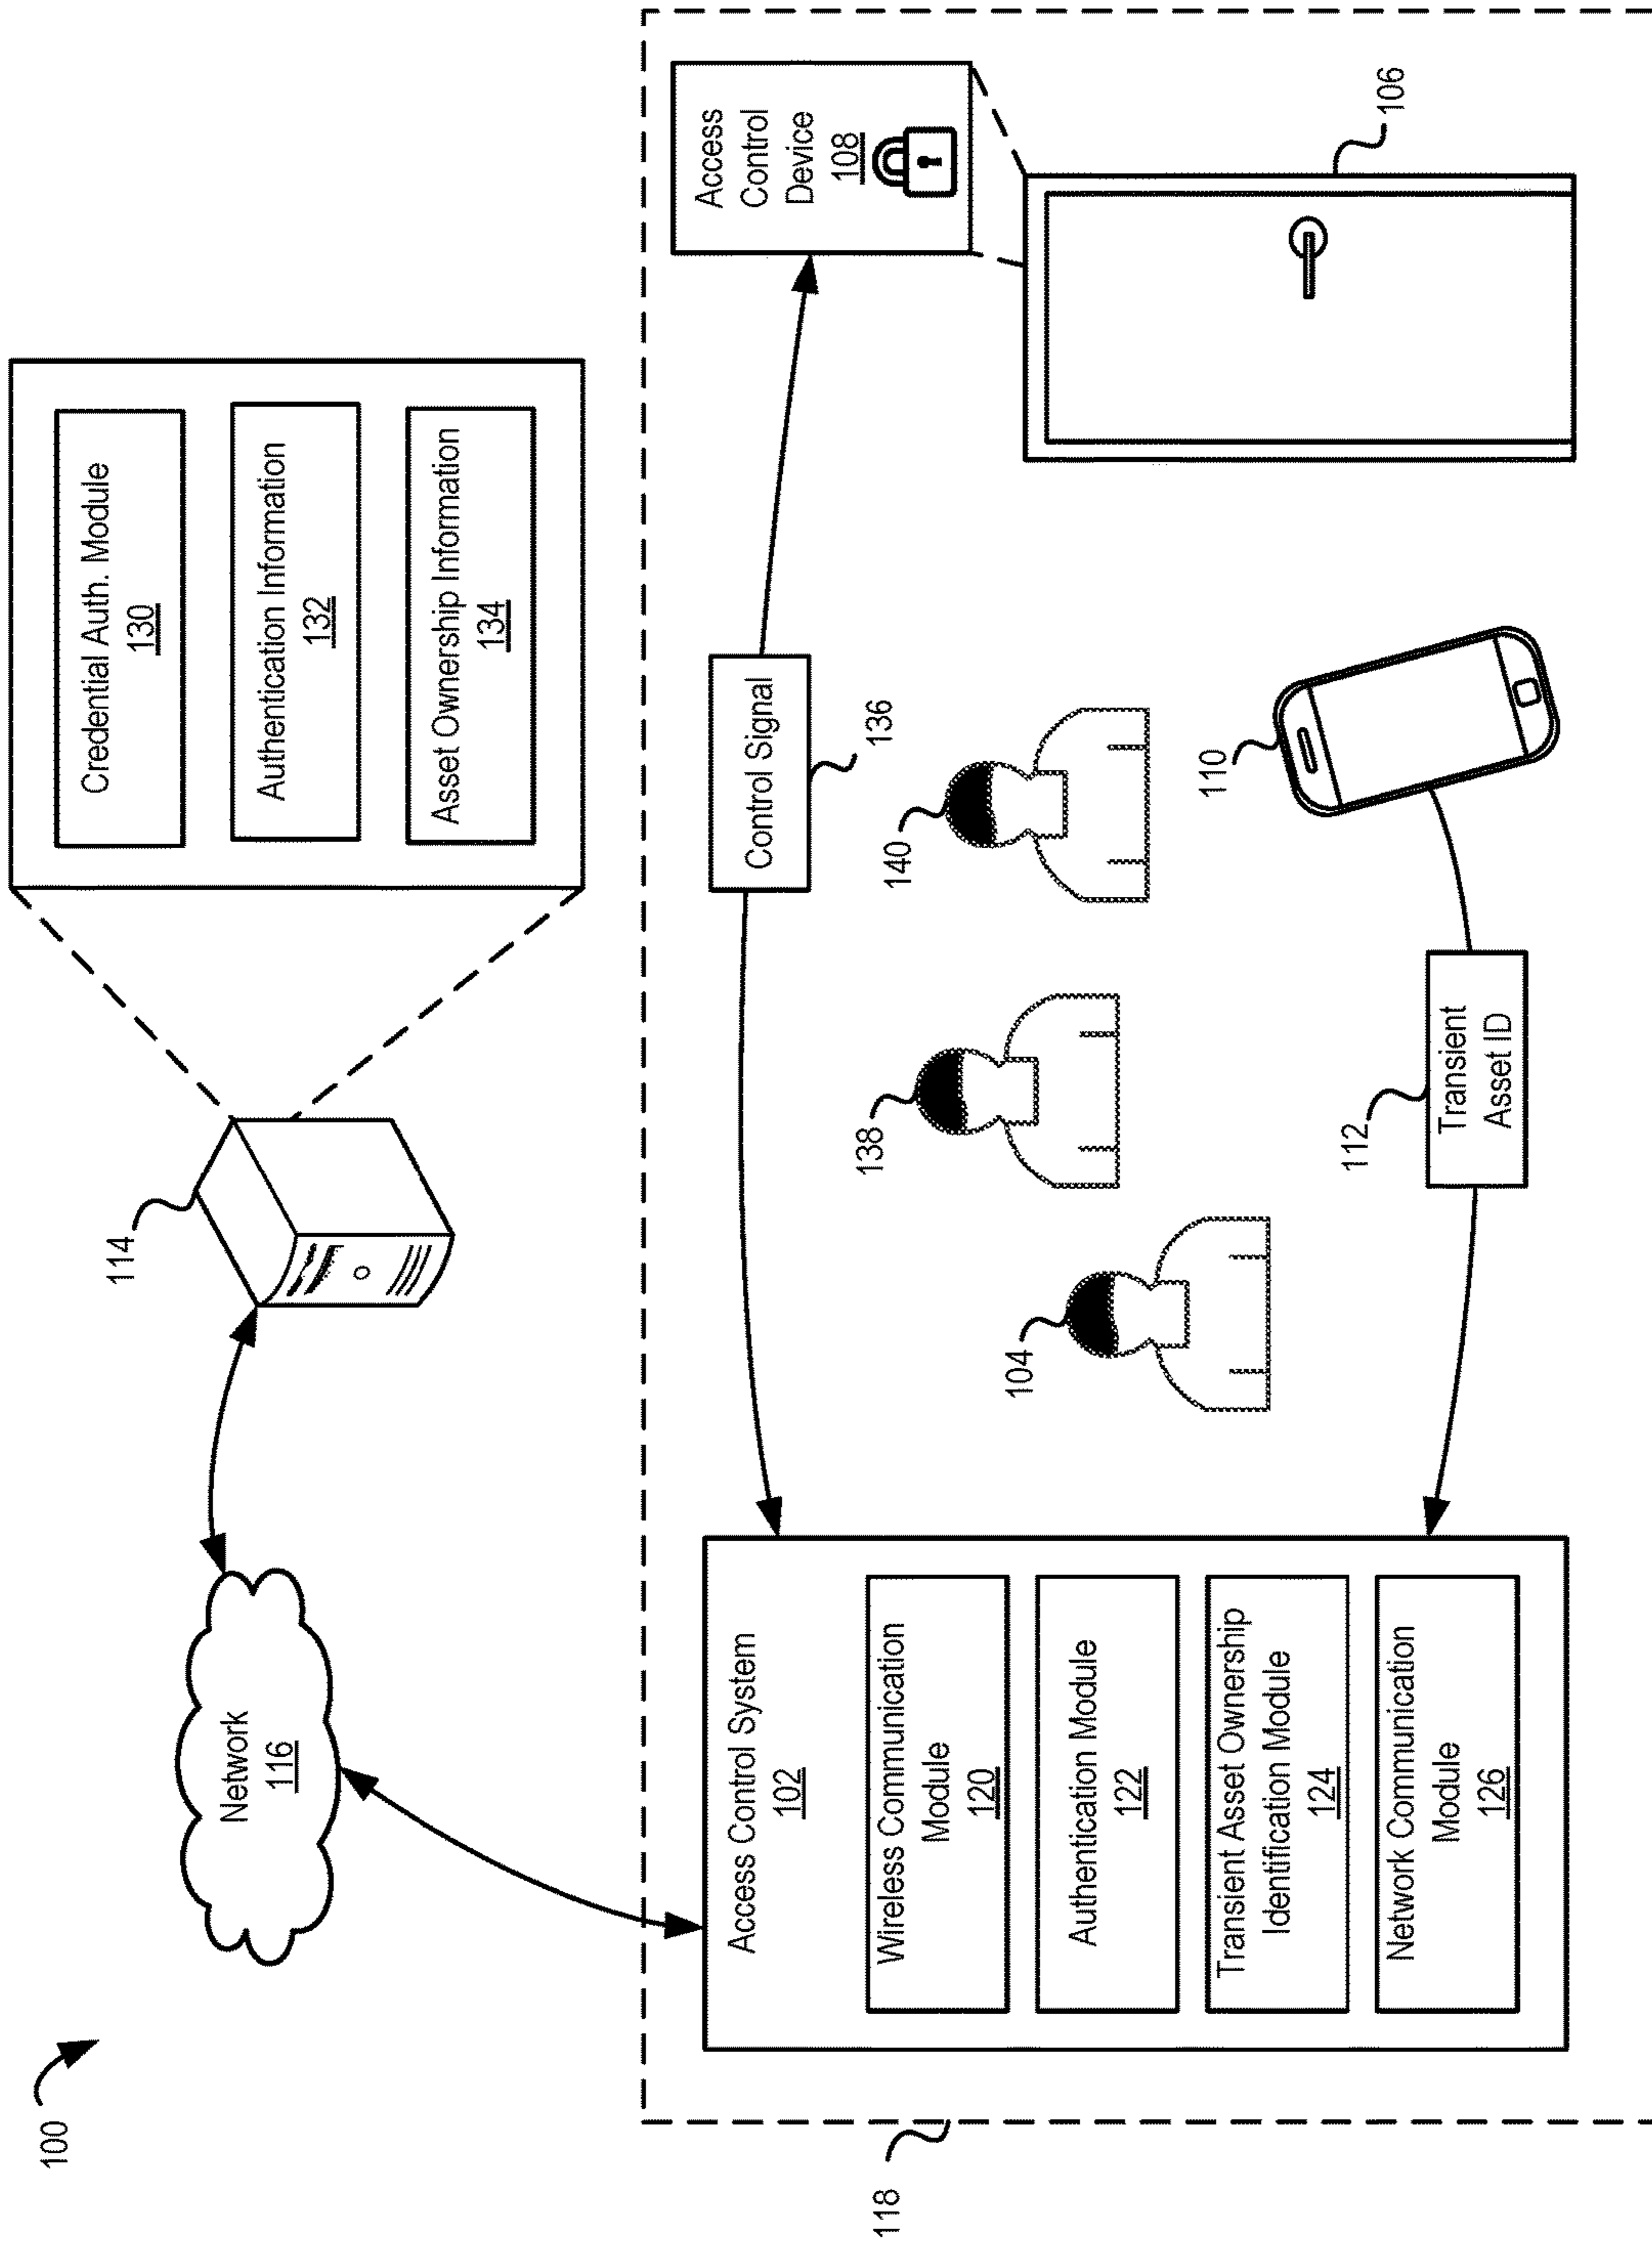 100
114
Network
116
Credential Auth. Module
130
Authentication Information
132
Asset Ownership Information
134
118
Access Control System
102
Wireless Communication
Module
120
Authentication Module
122
Transient Asset Ownership
Identification Module
124
Network Communication
Module
126
Control Signal
136
Access
Control
Device
108
104
138
140
106
110
112
Transient
Asset ID